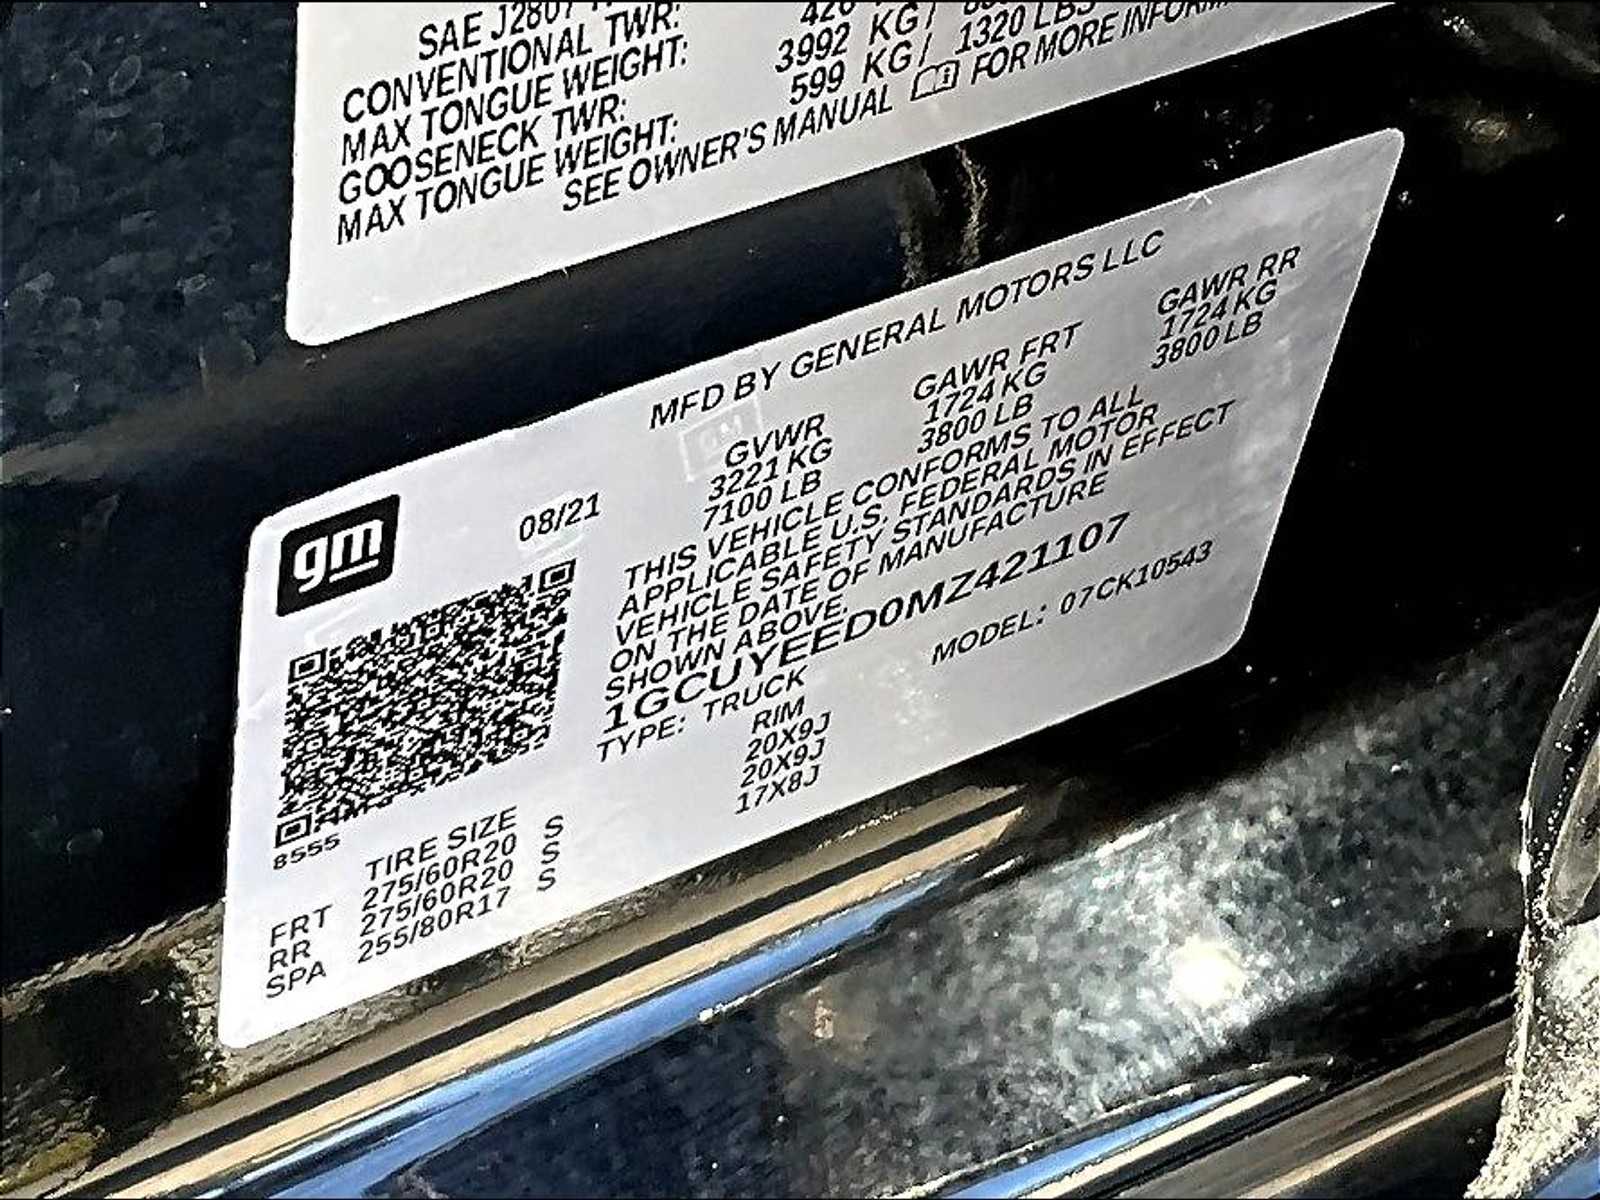 SAE J2807
CONVENTIONAL TWR:
MAX TONGUE WEIGHT: 3992 KG/
GOOSENECK TWR: 599 KG/ 1320 LBS
MAX TONGUE WEIGHT:
SEE OWNER'S MANUAL FOR MORE
MFD BY GENERAL MOTORS LLC
gm
08/21
GVWR GAWR FRT GAWR RR
3221 KG 1724 KG 1724 KG
7100 LB 3800 LB 3800 LB
THIS VEHICLE CONFORMS TO ALL
APPLICABLE U.S. FEDERAL MOTOR
VEHICLE SAFETY STANDARDS IN EFFECT
ON THE DATE OF MANUFACTURE
SHOWN ABOVE.
1GCUYEED0MZ421107
TYPE: TRUCK MODEL: 07CK10543
8555
TIRE SIZE RIM
FRT 275/60R20 S 20X9J
RR 275/60R20 S 20X9J
SPA 255/80R17 S 17X8J